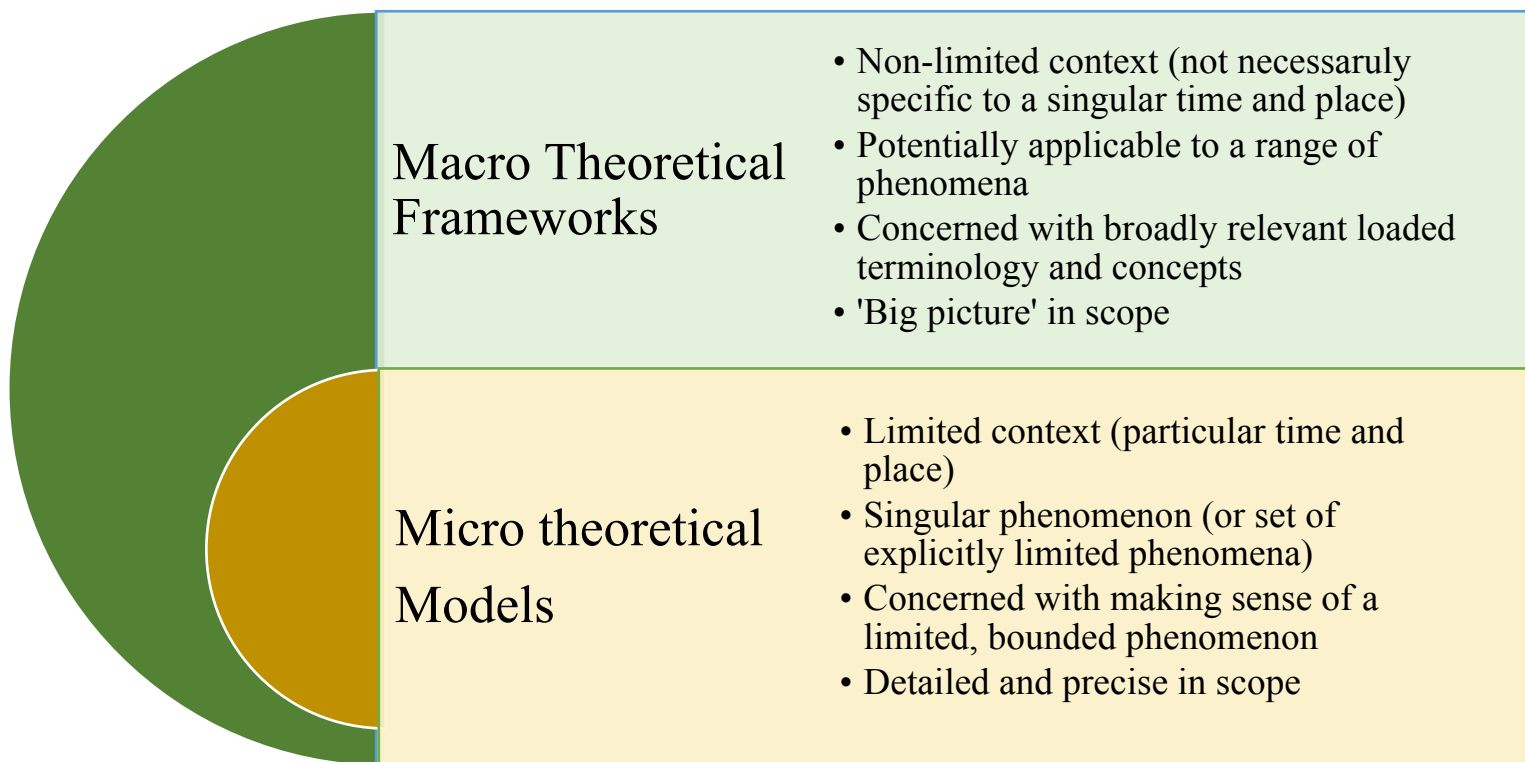 Macro Theoretical
Frameworks
• Non-limited context (not necessaruly
specific to a singular time and place)
• Potentially applicable to a range of
phenomena
• Concerned with broadly relevant loaded
terminology and concepts
• 'Big picture' in scope
Micro theoretical
Models
• Limited context (particular time and
place)
• Singular phenomenon (or set of
explicitly limited phenomena)
• Concerned with making sense of a
limited, bounded phenomenon
• Detailed and precise in scope